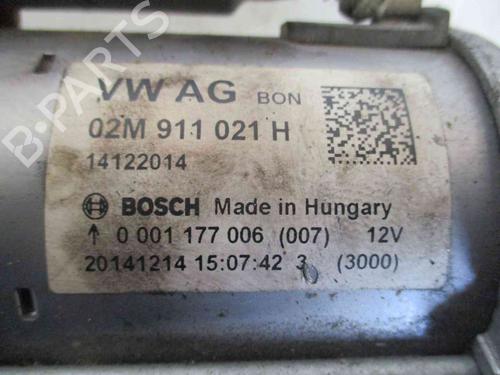 VW AG BON
02M 911 021 H
14122014
BOSCH Made in Hungary
↑ 0 001 177 006 (007) 12V
20141214 15:07:42 3 (3000)
B-PARTS